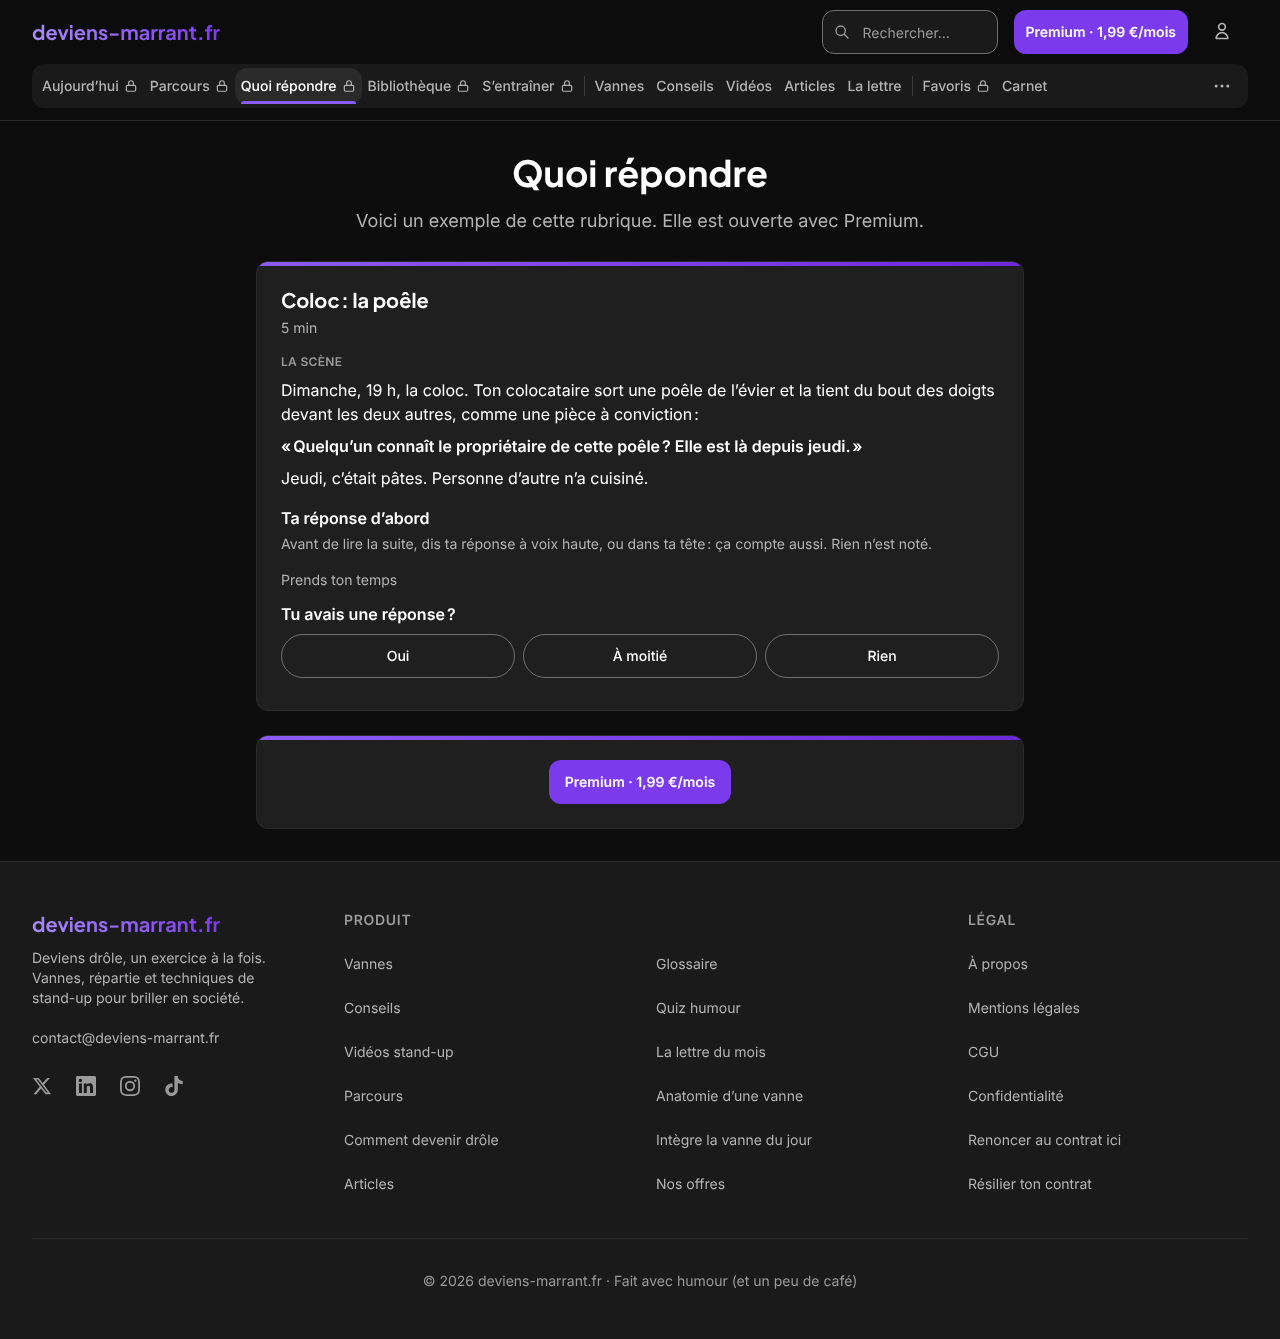 deviens-marrant.fr
Rechercher...
Premium · 1,99 €/mois
Aujourd’hui
Parcours
Quoi répondre
Bibliothèque
S’entraîner
Vannes
Conseils
Vidéos
Articles
La lettre
Favoris
Carnet
Quoi répondre
Voici un exemple de cette rubrique. Elle est ouverte avec Premium.
Coloc : la poêle
5 min
LA SCÈNE
Dimanche, 19 h, la coloc. Ton colocataire sort une poêle de l’évier et la tient du bout des doigts
devant les deux autres, comme une pièce à conviction :
« Quelqu’un connaît le propriétaire de cette poêle ? Elle est là depuis jeudi. »
Jeudi, c’était pâtes. Personne d’autre n’a cuisiné.
Ta réponse d’abord
Avant de lire la suite, dis ta réponse à voix haute, ou dans ta tête : ça compte aussi. Rien n’est noté.
Prends ton temps
Tu avais une réponse ?
Oui
À moitié
Rien
Premium · 1,99 €/mois
deviens-marrant.fr
Deviens drôle, un exercice à la fois.
Vannes, répartie et techniques de
stand-up pour briller en société.
contact@deviens-marrant.fr
PRODUIT
Vannes
Conseils
Vidéos stand-up
Parcours
Comment devenir drôle
Articles
Glossaire
Quiz humour
La lettre du mois
Anatomie d’une vanne
Intègre la vanne du jour
Nos offres
LÉGAL
À propos
Mentions légales
CGU
Confidentialité
Renoncer au contrat ici
Résilier ton contrat
© 2026 deviens-marrant.fr · Fait avec humour (et un peu de café)